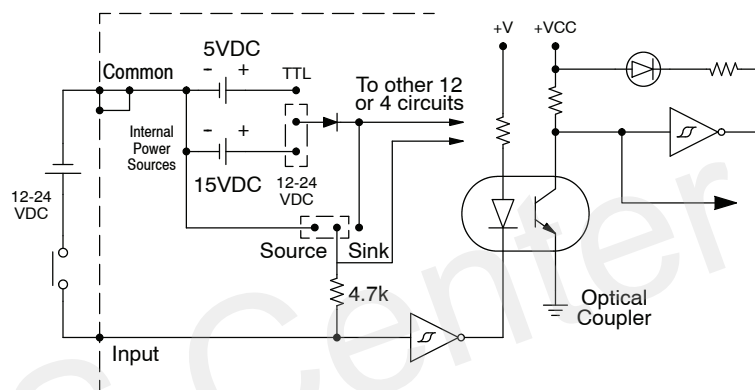 5VDC
+V
+VCC
Common
-
+
TTL
To other 12
or 4 circuits
Internal
Power
Sources
-
+
15VDC
12-24
VDC
12-24
VDC
Source
Sink
4.7k
Optical
Coupler
Input
Center